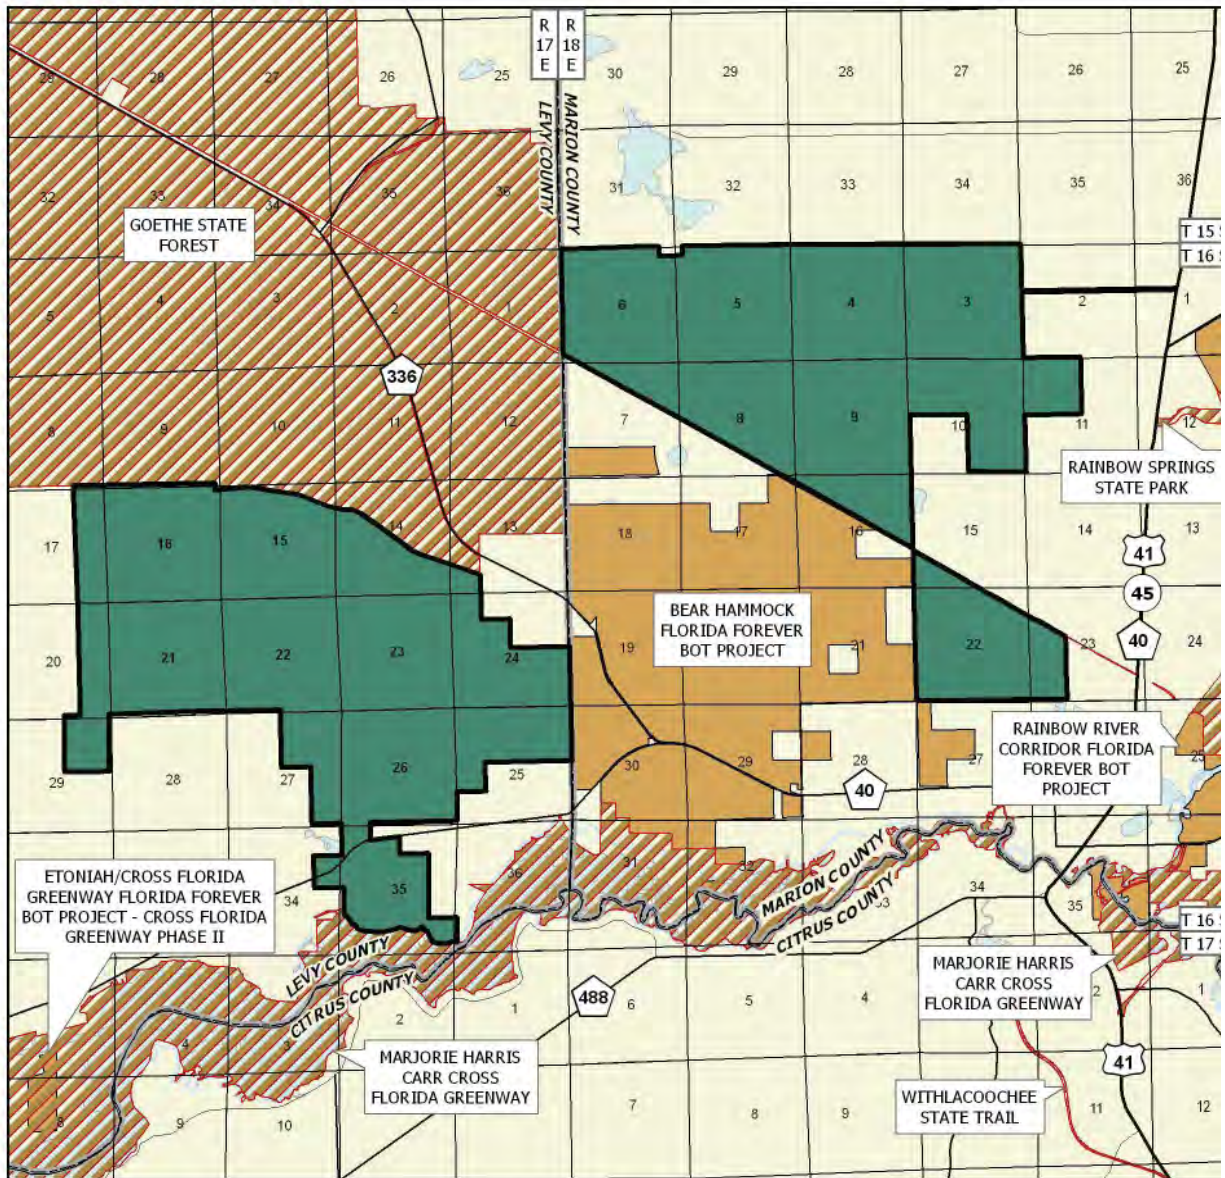 R
17
E
R
18
E
29
28
27
26
25
30
29
28
27
26
25
LEVY COUNTY
MARION COUNTY
32
33
34
35
36
31
32
33
34
35
36
GOETHE STATE
FOREST
T 15 S
T 16 S
5
4
3
2
1
6
5
4
3
2
1
336
8
9
10
11
12
7
8
9
10
11
12
RAINBOW SPRINGS
STATE PARK
17
16
15
14
13
18
17
16
15
14
13
41
45
40
BEAR HAMMOCK
FLORIDA FOREVER
BOT PROJECT
20
21
22
23
24
19
21
22
23
24
RAINBOW RIVER
CORRIDOR FLORIDA
FOREVER BOT
PROJECT
29
28
27
26
25
30
29
28
27
25
40
ETONIAH/CROSS FLORIDA
GREENWAY FLORIDA FOREVER
BOT PROJECT - CROSS FLORIDA
GREENWAY PHASE II
34
35
36
31
32
33
34
35
MARION COUNTY
CITRUS COUNTY
T 16 S
T 17 S
LEVY COUNTY
CITRUS COUNTY
MARJORIE HARRIS
CARR CROSS
FLORIDA GREENWAY
488
4
3
2
1
6
5
4
2
1
MARJORIE HARRIS
CARR CROSS
FLORIDA GREENWAY
41
WITHLACOOCHEE
STATE TRAIL
8
9
10
7
8
9
11
12